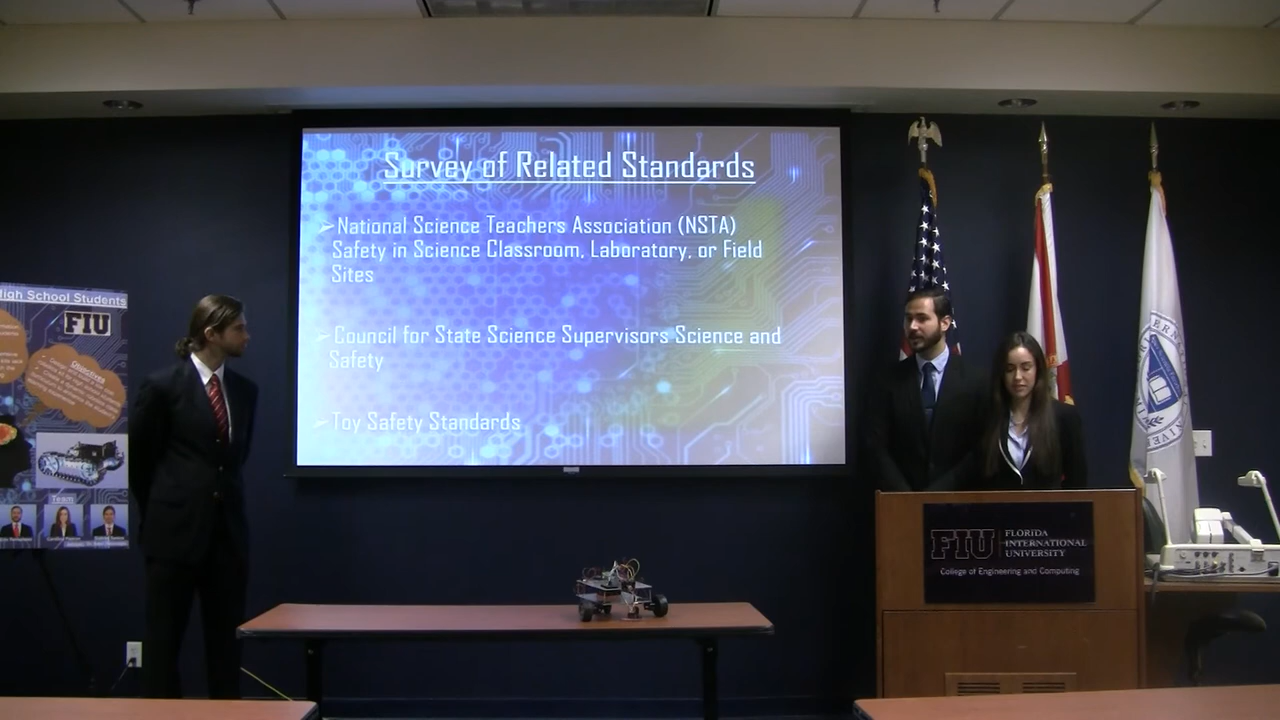 Survey of Related Standards
➢National Science Teachers Association (NSTA)
Safety in Science Classroom, Laboratory, or Field
Sites
➢Council for State Science Supervisors Science and
Safety
➢Toy Safety Standards
High School Students
FIU
Objectives
Team
FIU
FLORIDA
INTERNATIONAL
UNIVERSITY
College of Engineering and Computing